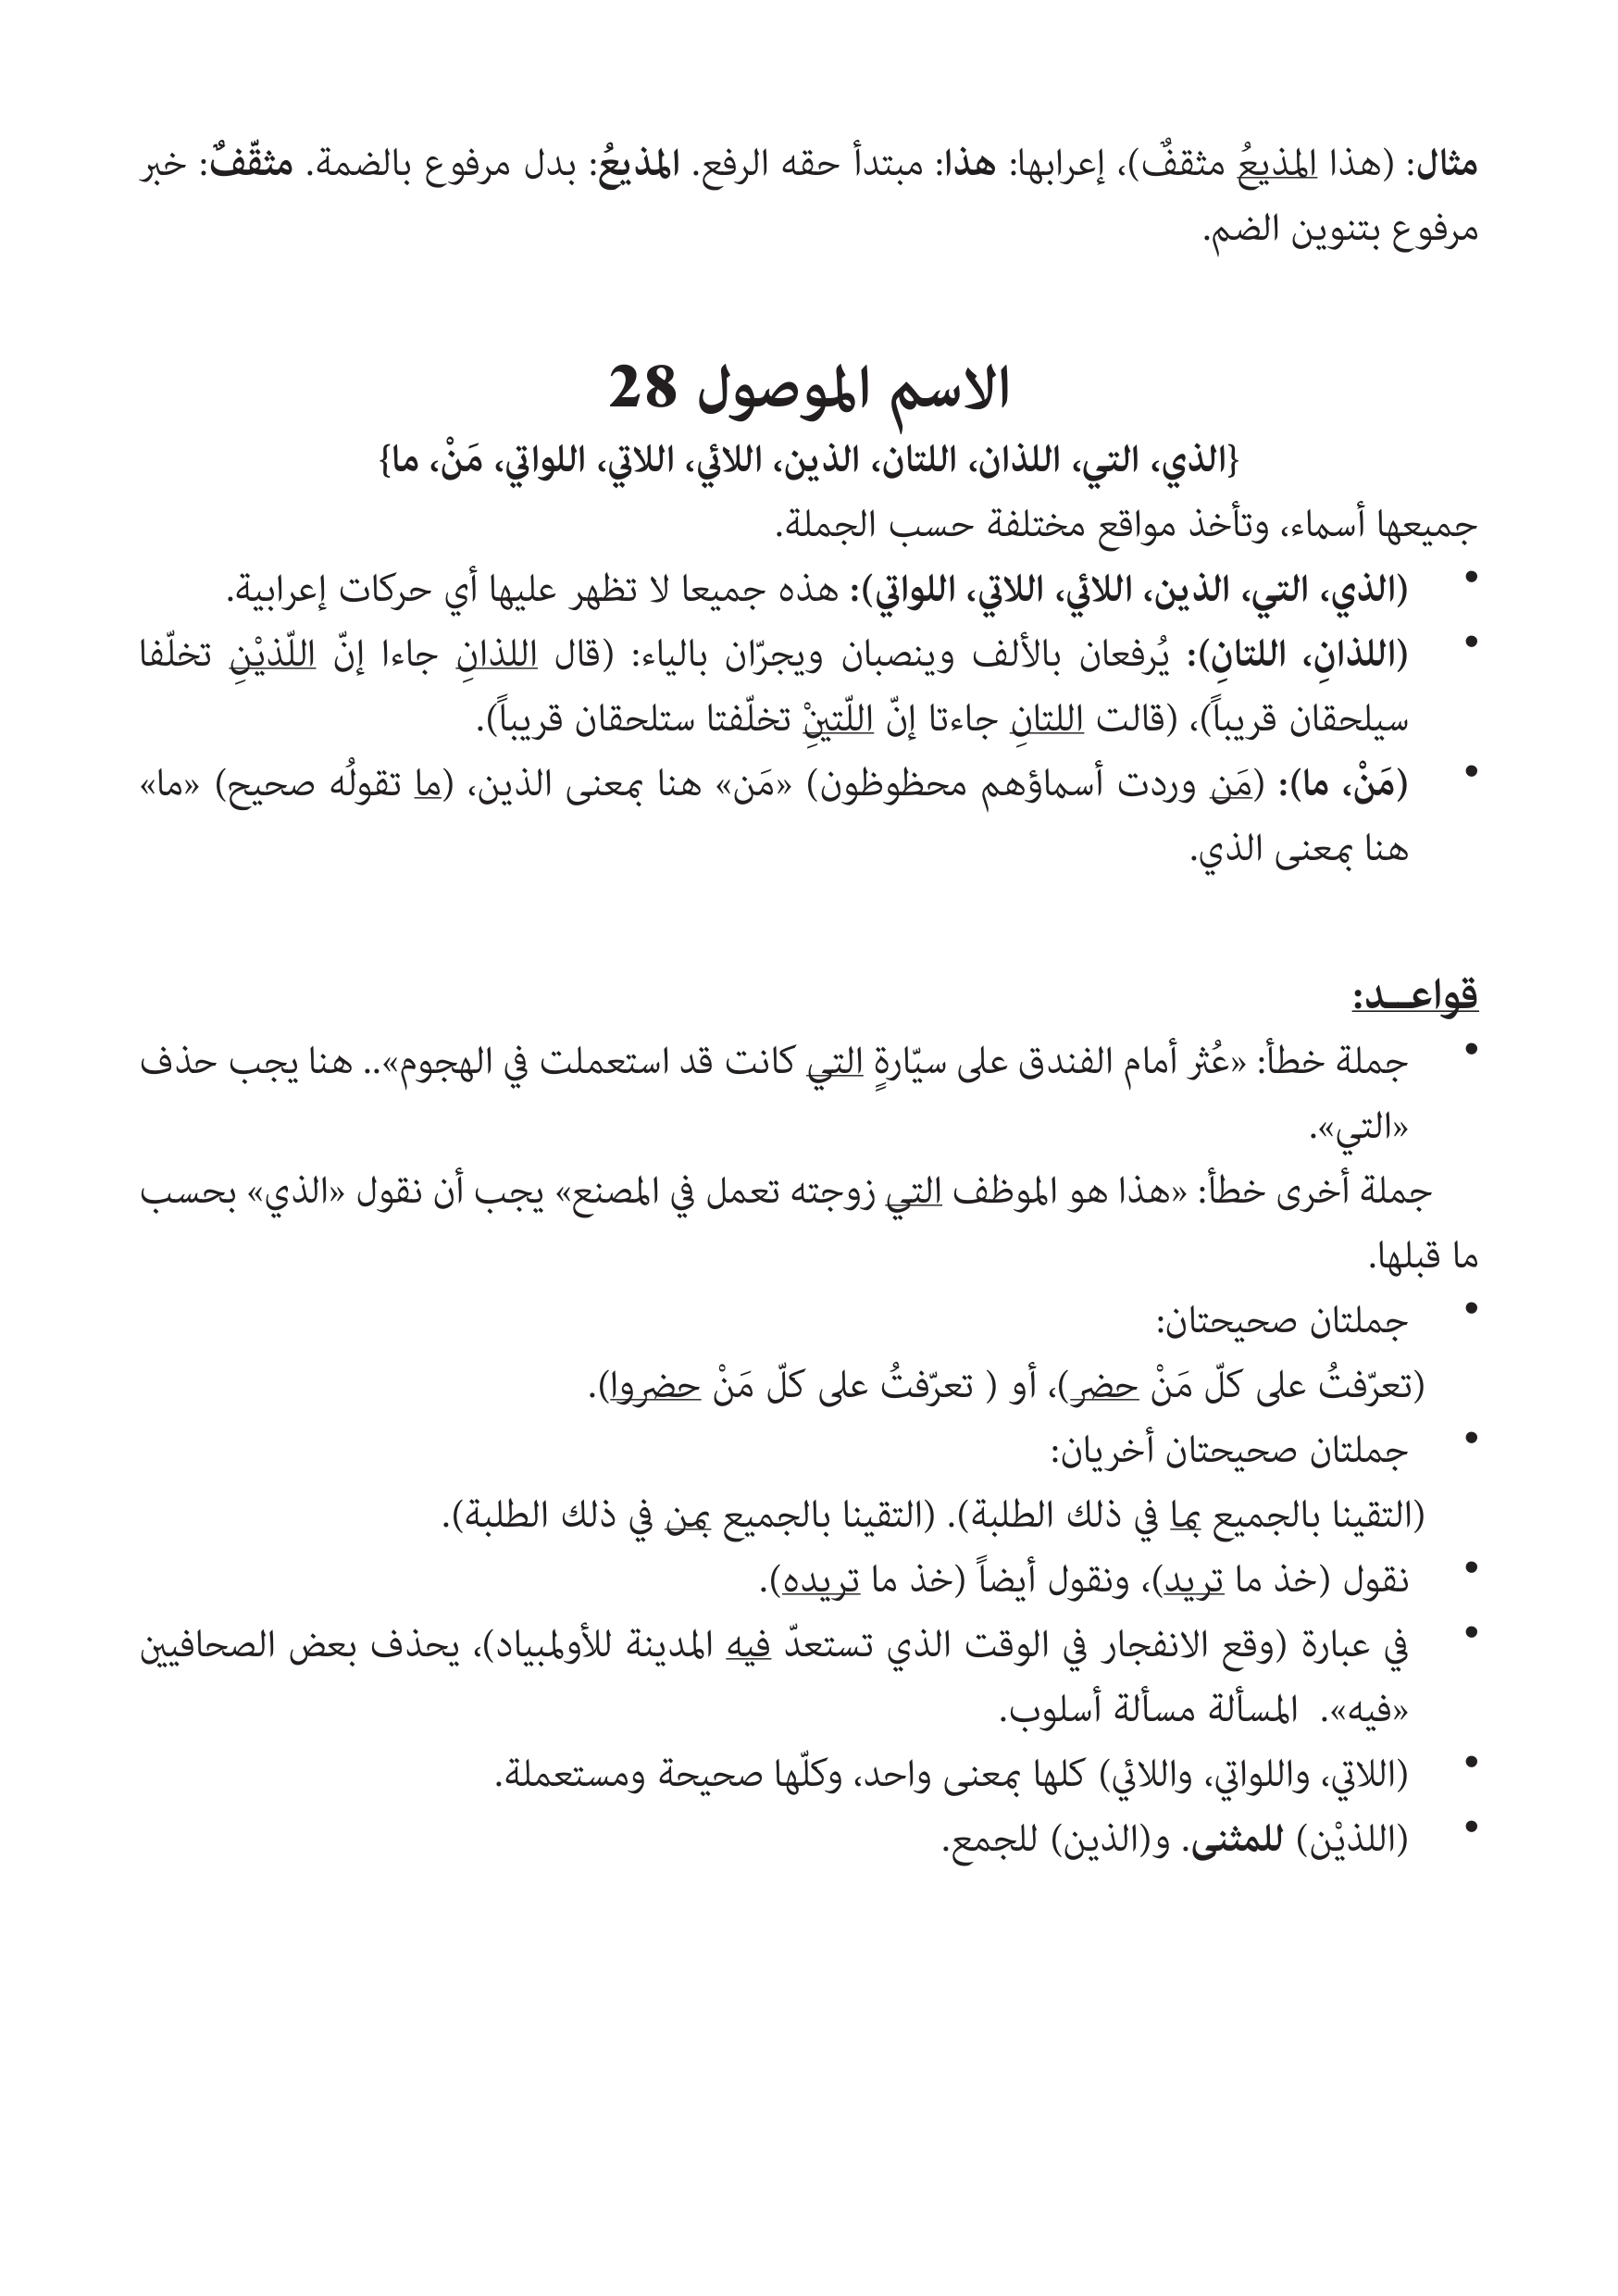 مثال: (هذا المذيعُ مثقفٌ)، إعرابها: هذا: مبتدأ حقه الرفع. المذيعُ: بدل مرفوع بالضمة. مثقّفٌ: خبر
مرفوع بتنوين الضم.
الاسم الموصول 28
{الذي، التي، اللذان، اللتان، الذين، اللائي، اللاتي، اللواتي، مَنْ، ما}
جميعها أسماء، وتأخذ مواقع مختلفة حسب الجملة.
• (الذي، التي، الذين، اللائي، اللاتي، اللواتي): هذه جميعا لا تظهر عليها أي حركات إعرابية.
• (اللذانِ، اللتانِ): يُرفعان بالألف وينصبان ويجرّان بالياء: (قال اللذانِ جاءا إنّ اللّذيْنِ تخلّفا
سيلحقان قريباً)، (قالت اللتانِ جاءتا إنّ اللّتينْنِ تخلّفتا ستلحقان قريباً).
• (مَنْ، ما): (مَن وردت أسماؤهم محظوظون) «مَن» هنا بمعنى الذين، (ما تقولُه صحيح) «ما»
هنا بمعنى الذي.
قواعـــد:
• جملة خطأ: «عُثر أمام الفندق على سيّارةٍ التي كانت قد استعملت في الهجوم».. هنا يجب حذف
«التي».
جملة أخرى خطأ: «هذا هو الموظف التي زوجته تعمل في المصنع» يجب أن نقول «الذي» بحسب
ما قبلها.
• جملتان صحيحتان:
(تعرّفتُ على كلّ مَنْ حضر)، أو ( تعرّفتُ على كلّ مَنْ حضروا).
• جملتان صحيحتان أخريان:
(التقينا بالجميع بما في ذلك الطلبة). (التقينا بالجميع بمن في ذلك الطلبة).
• نقول (خذ ما تريد)، ونقول أيضاً (خذ ما تريده).
• في عبارة (وقع الانفجار في الوقت الذي تستعدّ فيه المدينة للأولمبياد)، يحذف بعض الصحافيين
«فيه». المسألة مسألة أسلوب.
• (اللاتي، واللواتي، واللائي) كلها بمعنى واحد، وكلّها صحيحة ومستعملة.
• (اللذيْن) للمثنى. و(الذين) للجمع.